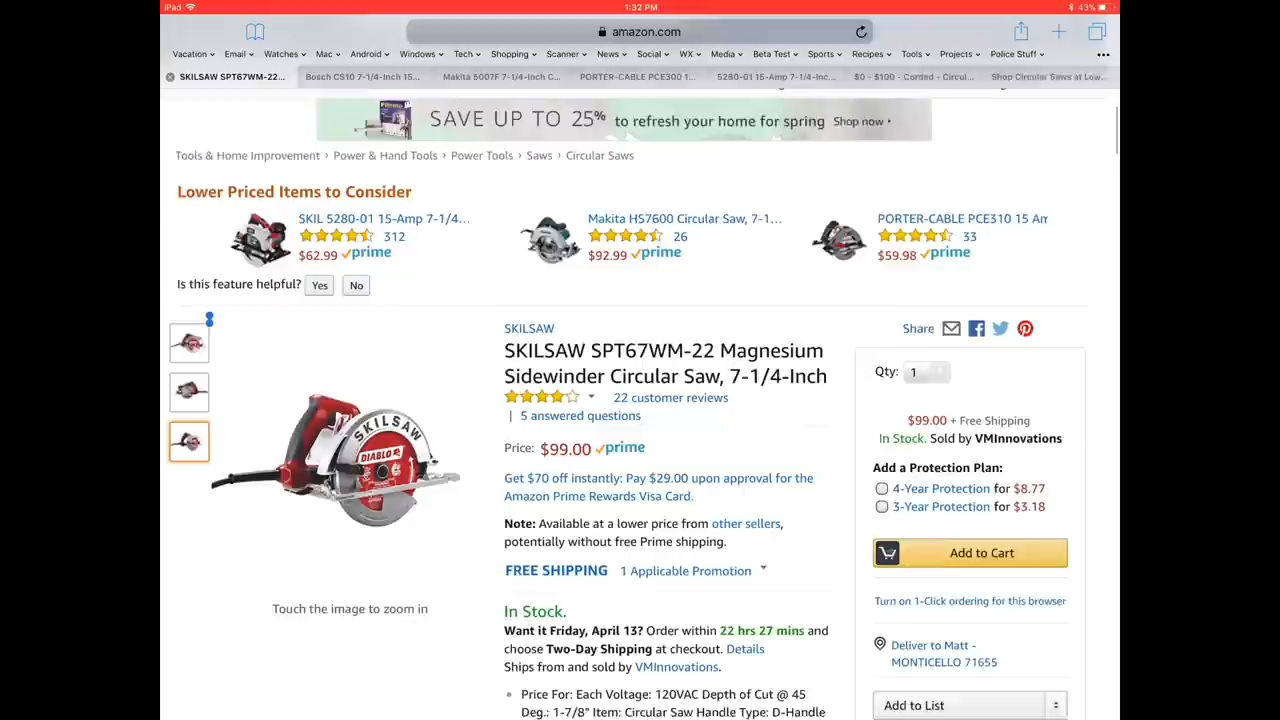 iPad
1:32 PM
43%
amazon.com
Vacation Email Watches Mac Android Windows Tech Shopping Scanner News Social WX Media Beta Test Sports Recipes Tools Projects Police Stuff •••
SKILSAW SPT67WM-22... Bosch CS10 7-1/4-Inch 15... Makita 5007F 7-1/4-Inch C... PORTER-CABLE PCE300 1... 5280-01 15-Amp 7-1/4-Inc... $0 - $100 - Corded - Circul... Shop Circular Saws at Low...
SAVE UP TO 25% to refresh your home for spring Shop now
Tools & Home Improvement › Power & Hand Tools › Power Tools › Saws › Circular Saws
Lower Priced Items to Consider
SKIL 5280-01 15-Amp 7-1/4...
312
$62.99 prime
Makita HS7600 Circular Saw, 7-1...
26
$92.99 prime
PORTER-CABLE PCE310 15 Am
33
$59.98 prime
Is this feature helpful? Yes No
SKILSAW
SKILSAW SPT67WM-22 Magnesium
Sidewinder Circular Saw, 7-1/4-Inch
22 customer reviews
| 5 answered questions
Price: $99.00 prime
Get $70 off instantly: Pay $29.00 upon approval for the
Amazon Prime Rewards Visa Card.
Note: Available at a lower price from other sellers,
potentially without free Prime shipping.
FREE SHIPPING 1 Applicable Promotion
In Stock.
Want it Friday, April 13? Order within 22 hrs 27 mins and
choose Two-Day Shipping at checkout. Details
Ships from and sold by VMInnovations.
• Price For: Each Voltage: 120VAC Depth of Cut @ 45
Deg.: 1-7/8" Item: Circular Saw Handle Type: D-Handle
SKILSAW
DIABLO
Touch the image to zoom in
Share
Qty: 1
$99.00 + Free Shipping
In Stock. Sold by VMInnovations
Add a Protection Plan:
4-Year Protection for $8.77
3-Year Protection for $3.18
Add to Cart
Turn on 1-Click ordering for this browser
Deliver to Matt -
MONTICELLO 71655
Add to List